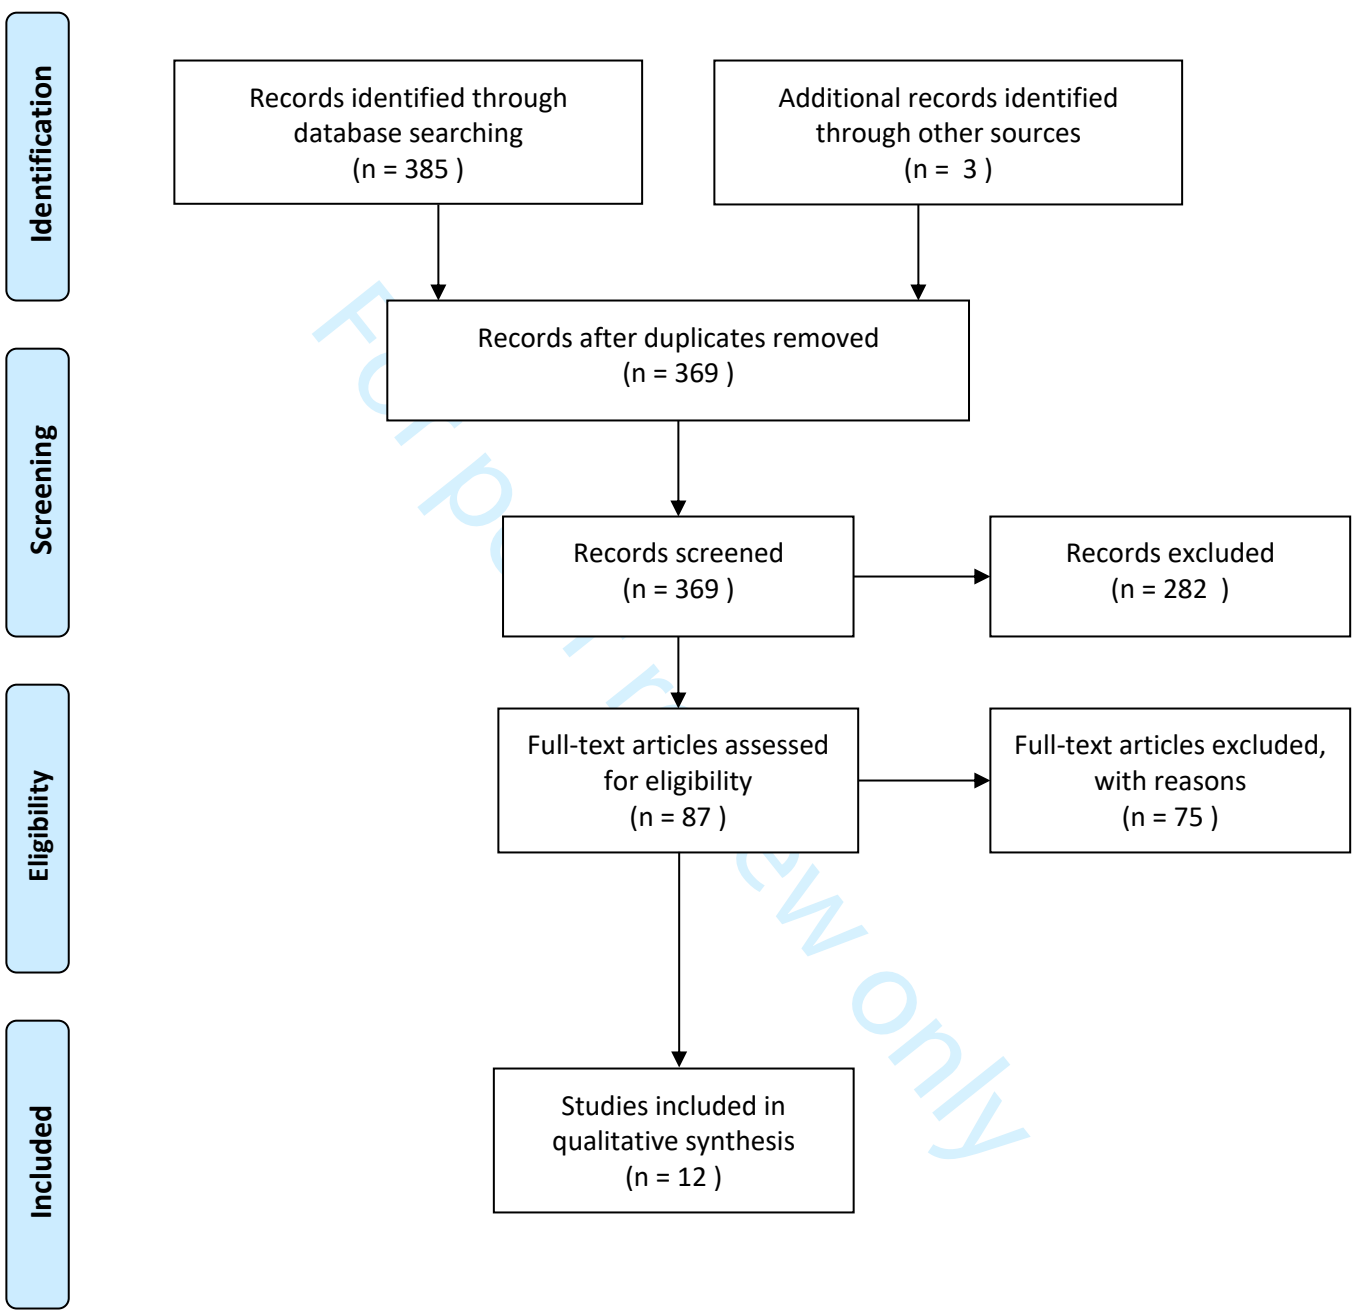 Identification
Records identified through
database searching
(n = 385 )
Additional records identified
through other sources
(n =  3 )
Records after duplicates removed
(n = 369 )
Screening
Records screened
(n = 369 )
Records excluded
(n = 282  )
Eligibility
Full-text articles assessed
for eligibility
(n = 87 )
Full-text articles excluded,
with reasons
(n = 75 )
Included
Studies included in
qualitative synthesis
(n = 12 )
For peer review only